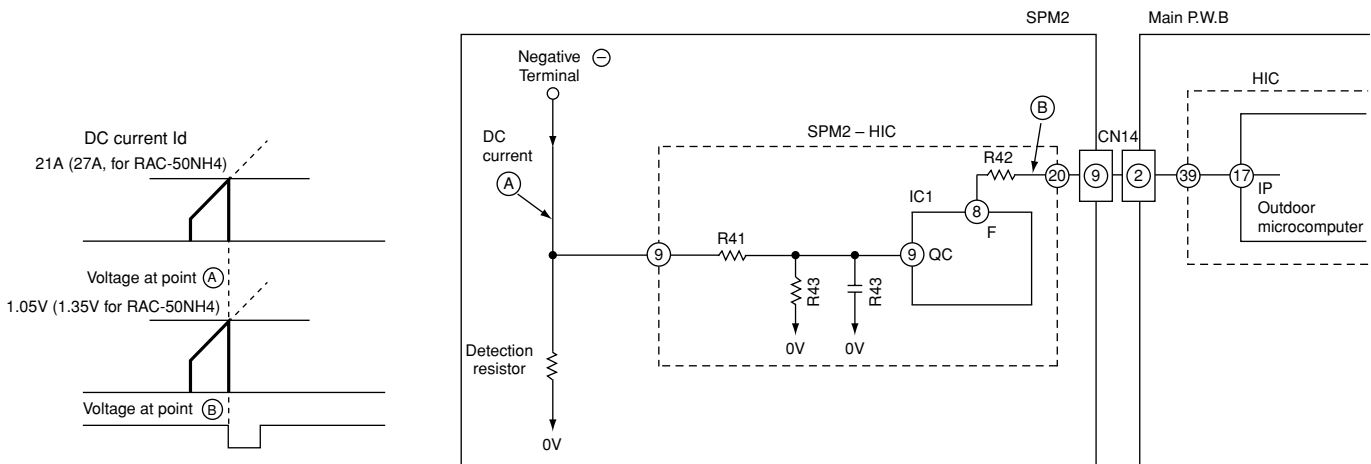 DC current Id
21A (27A, for RAC-50NH4)
Voltage at point A
1.05V (1.35V for RAC-50NH4)
Voltage at point B
SPM2
Main P.W.B
Negative −
Terminal
DC
current
A
Detection
resistor
0V
SPM2 – HIC
B
R42
20
9
R41
R43
R43
0V
0V
IC1
8
F
9
QC
CN14
9
2
HIC
39
17
IP
Outdoor
microcomputer